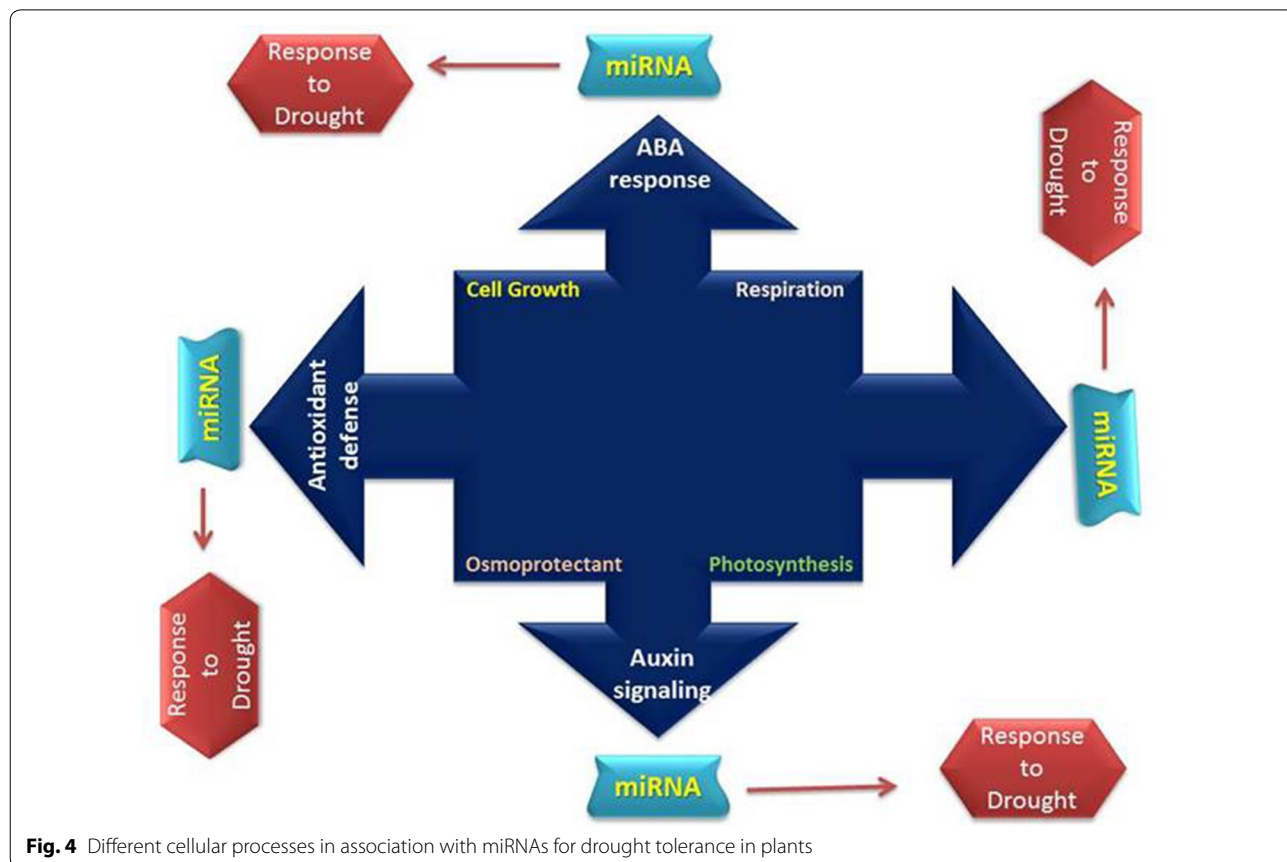 Response
to
Drought
miRNA
Response
to
Drought
ABA
response
Cell Growth
Respiration
miRNA
Antioxidant
defense
miRNA
Osmoprotectant
Photosynthesis
Response
to
Drought
Auxin
signaling
miRNA
Response
to
Drought
Fig. 4 Different cellular processes in association with miRNAs for drought tolerance in plants